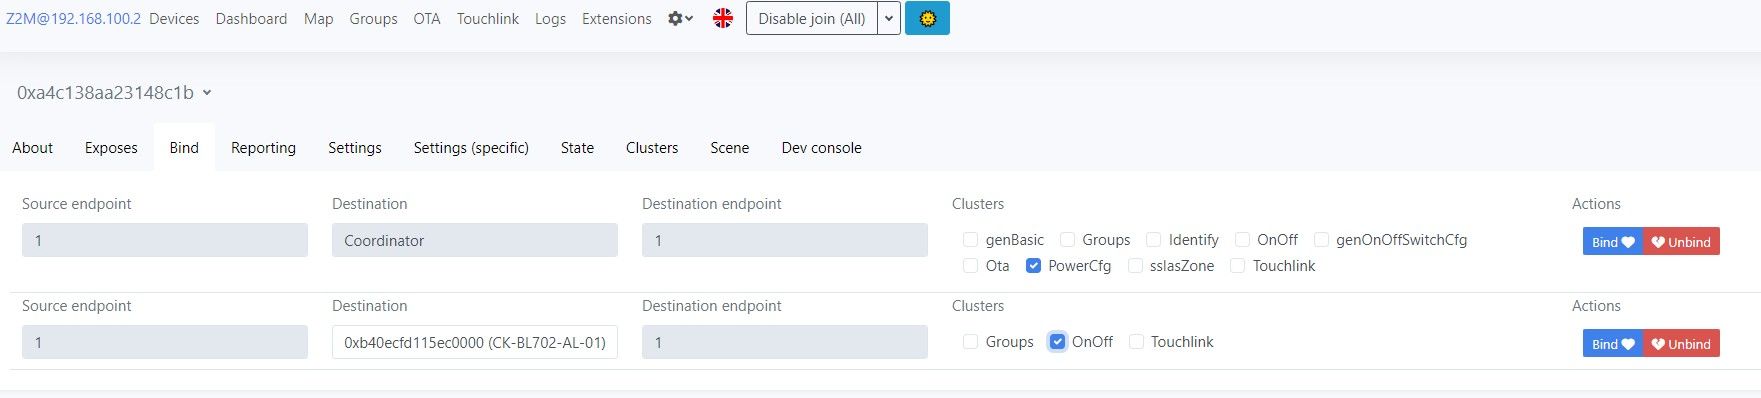 Z2M@192.168.100.2 Devices Dashboard Map Groups OTA Touchlink Logs Extensions Disable join (All)
0xa4c138aa23148c1b
About Exposes Bind Reporting Settings Settings (specific) State Clusters Scene Dev console
Source endpoint Destination Destination endpoint Clusters Actions
1 Coordinator 1 genBasic Groups Identify OnOff genOnOffSwitchCfg Bind Unbind
Ota PowerCfg ssIasZone Touchlink
Source endpoint Destination Destination endpoint Clusters Actions
1 0xb40ecfd115ec0000 (CK-BL702-AL-01) 1 Groups OnOff Touchlink Bind Unbind